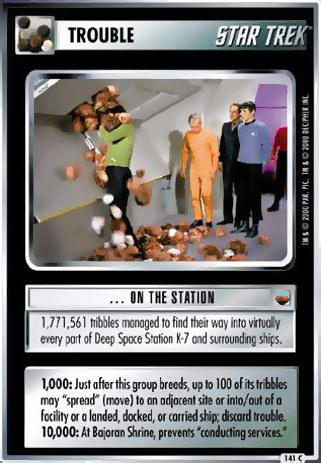 TROUBLE
STAR TREK
TM & © 2001 PAR. PIC. TM & © 2000 DECIPHER INC.
... ON THE STATION
1,771,561 tribbles managed to find their way into virtually
every part of Deep Space Station K-7 and surrounding ships.
1,000: Just after this group breeds, up to 100 of its tribbles
may “spread” (move) to an adjacent site or into/out of a
facility or a landed, docked, or carried ship; discard trouble.
10,000: At Bajoran Shrine, prevents “conducting services.”
141 C